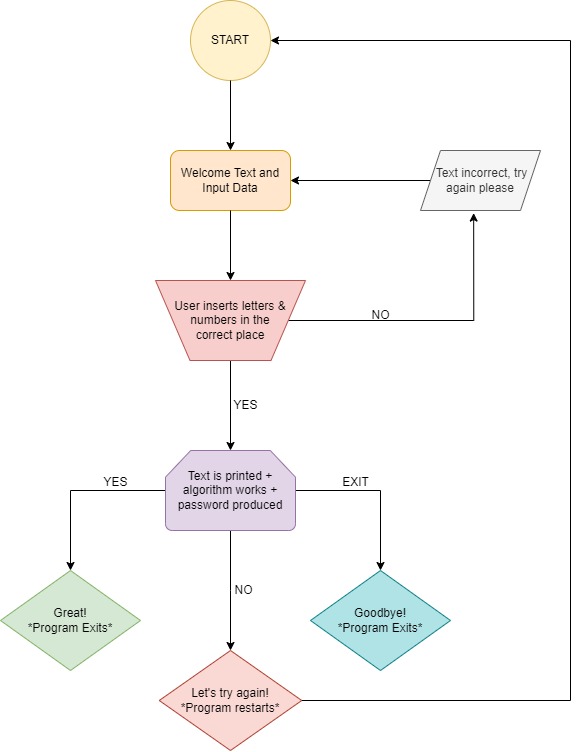 START
Welcome Text and
Input Data
Text incorrect, try
again please
User inserts letters &
numbers in the
correct place
NO
YES
Text is printed +
algorithm works +
password produced
YES
EXIT
NO
Great!
*Program Exits*
Goodbye!
*Program Exits*
Let's try again!
*Program restarts*